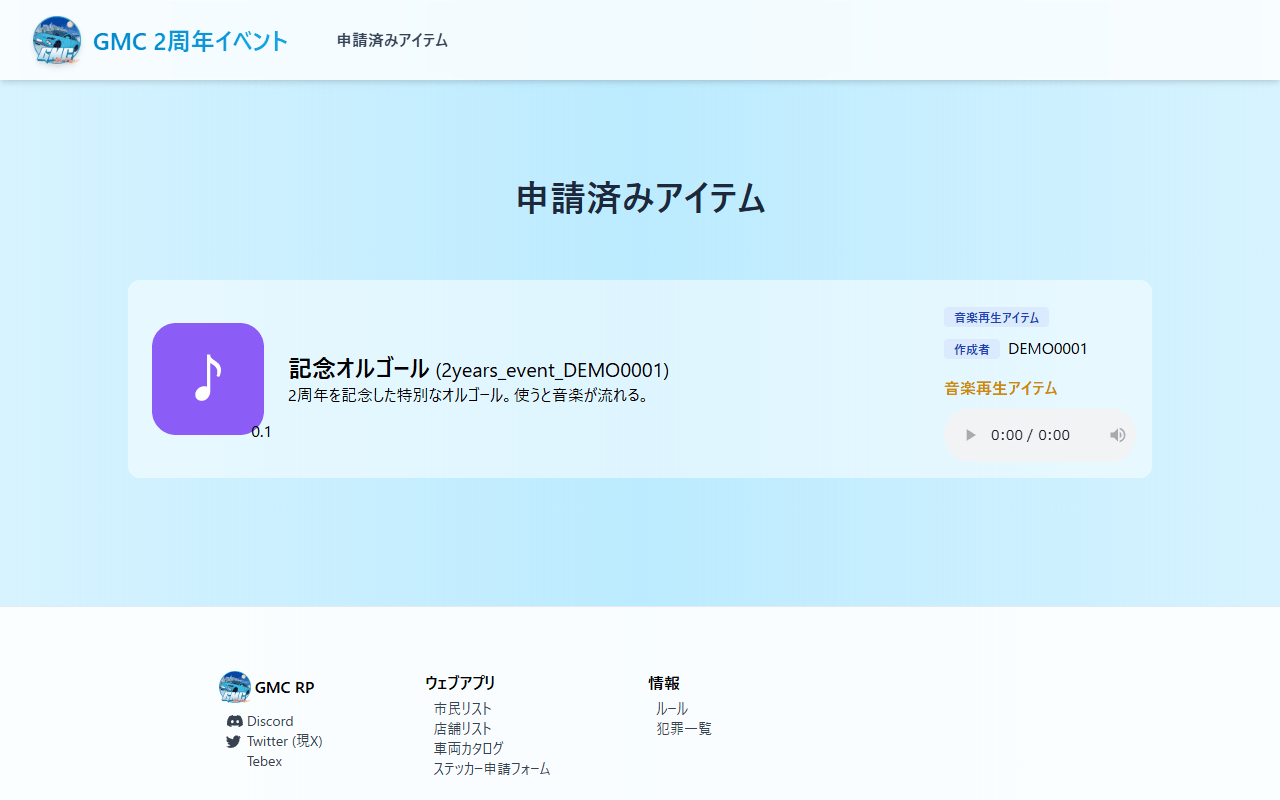 GMC
GMC 2周年イベント
申請済みアイテム
申請済みアイテム
記念オルゴール (2years_event_DEMO0001)
2周年を記念した特別なオルゴール。使うと音楽が流れる。
0.1
音楽再生アイテム
作成者 DEMO0001
音楽再生アイテム
0:00 / 0:00
GMC
GMC RP
Discord
Twitter (現X)
Tebex
ウェブアプリ
市民リスト
店舗リスト
車両カタログ
ステッカー申請フォーム
情報
ルール
犯罪一覧